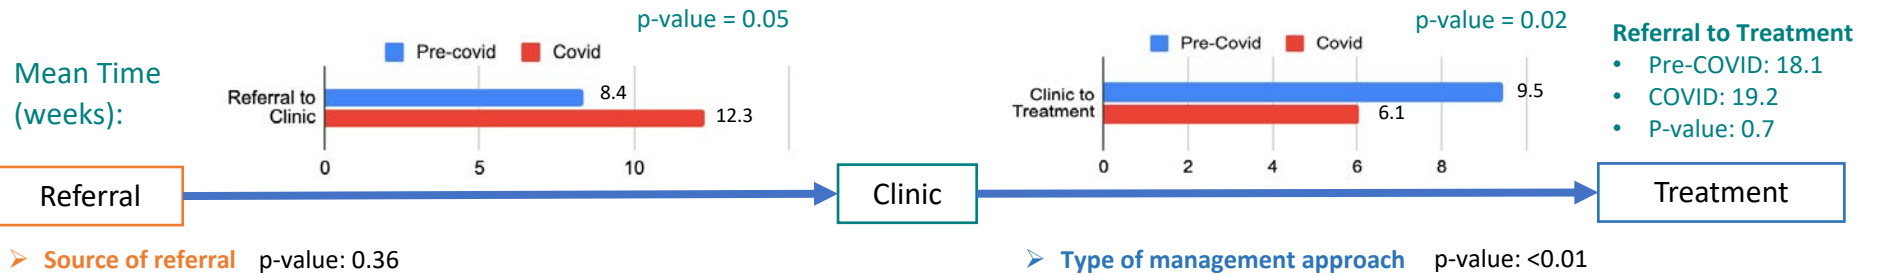 Mean Time
(weeks):
p-value = 0.05
Pre-covid Covid
Referral to
Clinic
8.4
12.3
0 5 10
p-value = 0.02
Pre-Covid Covid
Clinic to
Treatment
9.5
6.1
0 2 4 6 8
Referral to Treatment
• Pre-COVID: 18.1
• COVID: 19.2
• P-value: 0.7
Referral
Clinic
Treatment
➢ Source of referral p-value: 0.36
➢ Type of management approach p-value: <0.01